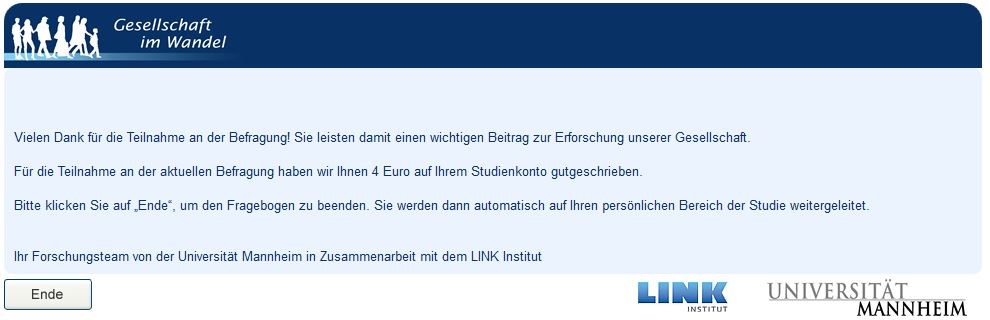 Gesellschaft
im Wandel
Vielen Dank für die Teilnahme an der Befragung! Sie leisten damit einen wichtigen Beitrag zur Erforschung unserer Gesellschaft.
Für die Teilnahme an der aktuellen Befragung haben wir Ihnen 4 Euro auf Ihrem Studienkonto gutgeschrieben.
Bitte klicken Sie auf „Ende“, um den Fragebogen zu beenden. Sie werden dann automatisch auf Ihren persönlichen Bereich der Studie weitergeleitet.
Ihr Forschungsteam von der Universität Mannheim in Zusammenarbeit mit dem LINK Institut
Ende
LINK
INSTITUT
UNIVERSITÄT
MANNHEIM